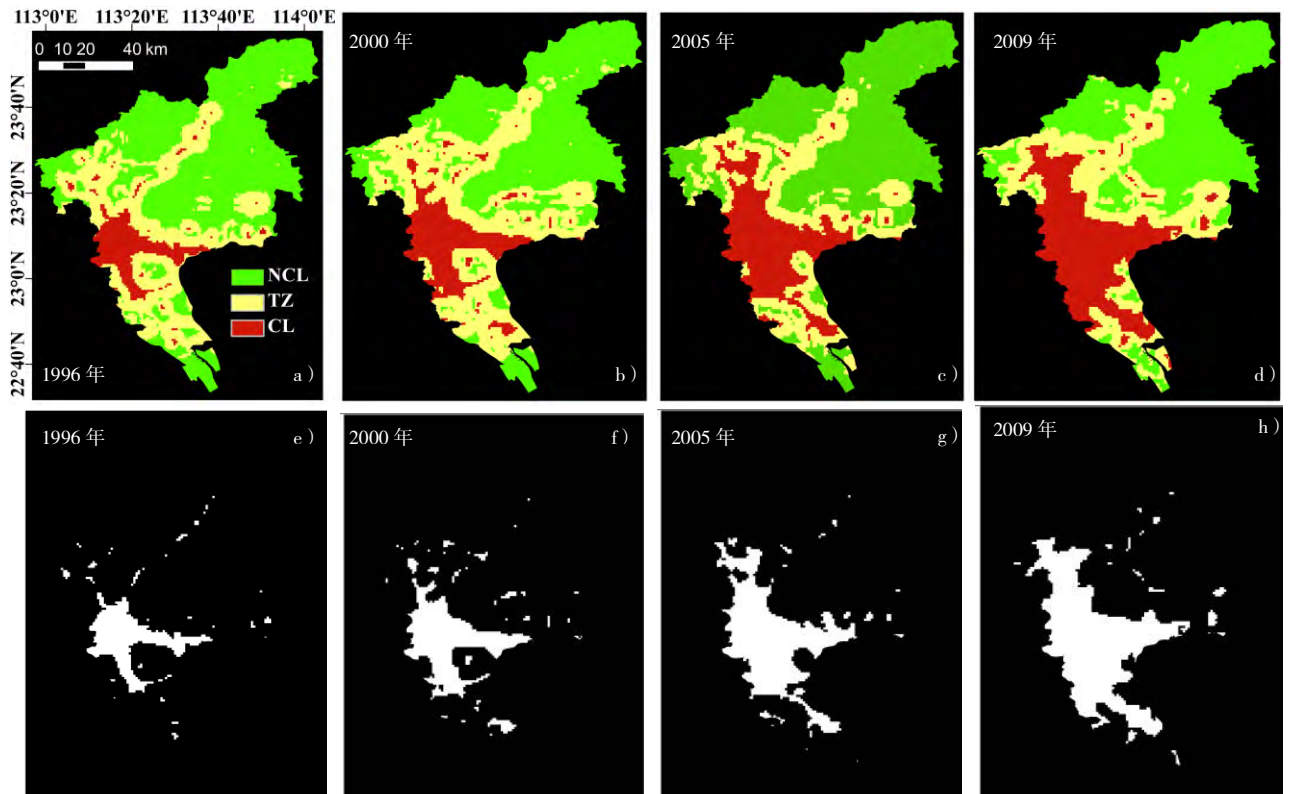 113°0′E 113°20′E 113°40′E 114°0′E
0 10 20 40 km
23°40′N
23°20′N
23°0′N
22°40′N
NCL
TZ
CL
1996 年 a）
2000 年
b）
2005 年
c）
2009 年
d）
1996 年 e）
2000 年 f）
2005 年 g）
2009 年 h）